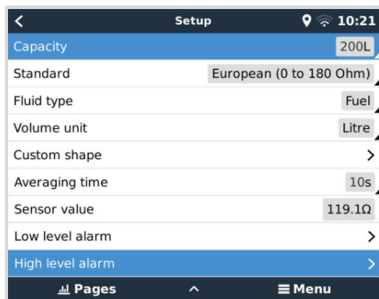 Setup 10:21
Capacity 200L
Standard European (0 to 180 Ohm)
Fluid type Fuel
Volume unit Litre
Custom shape
Averaging time 10s
Sensor value 119.1Ω
Low level alarm
High level alarm
Pages Menu